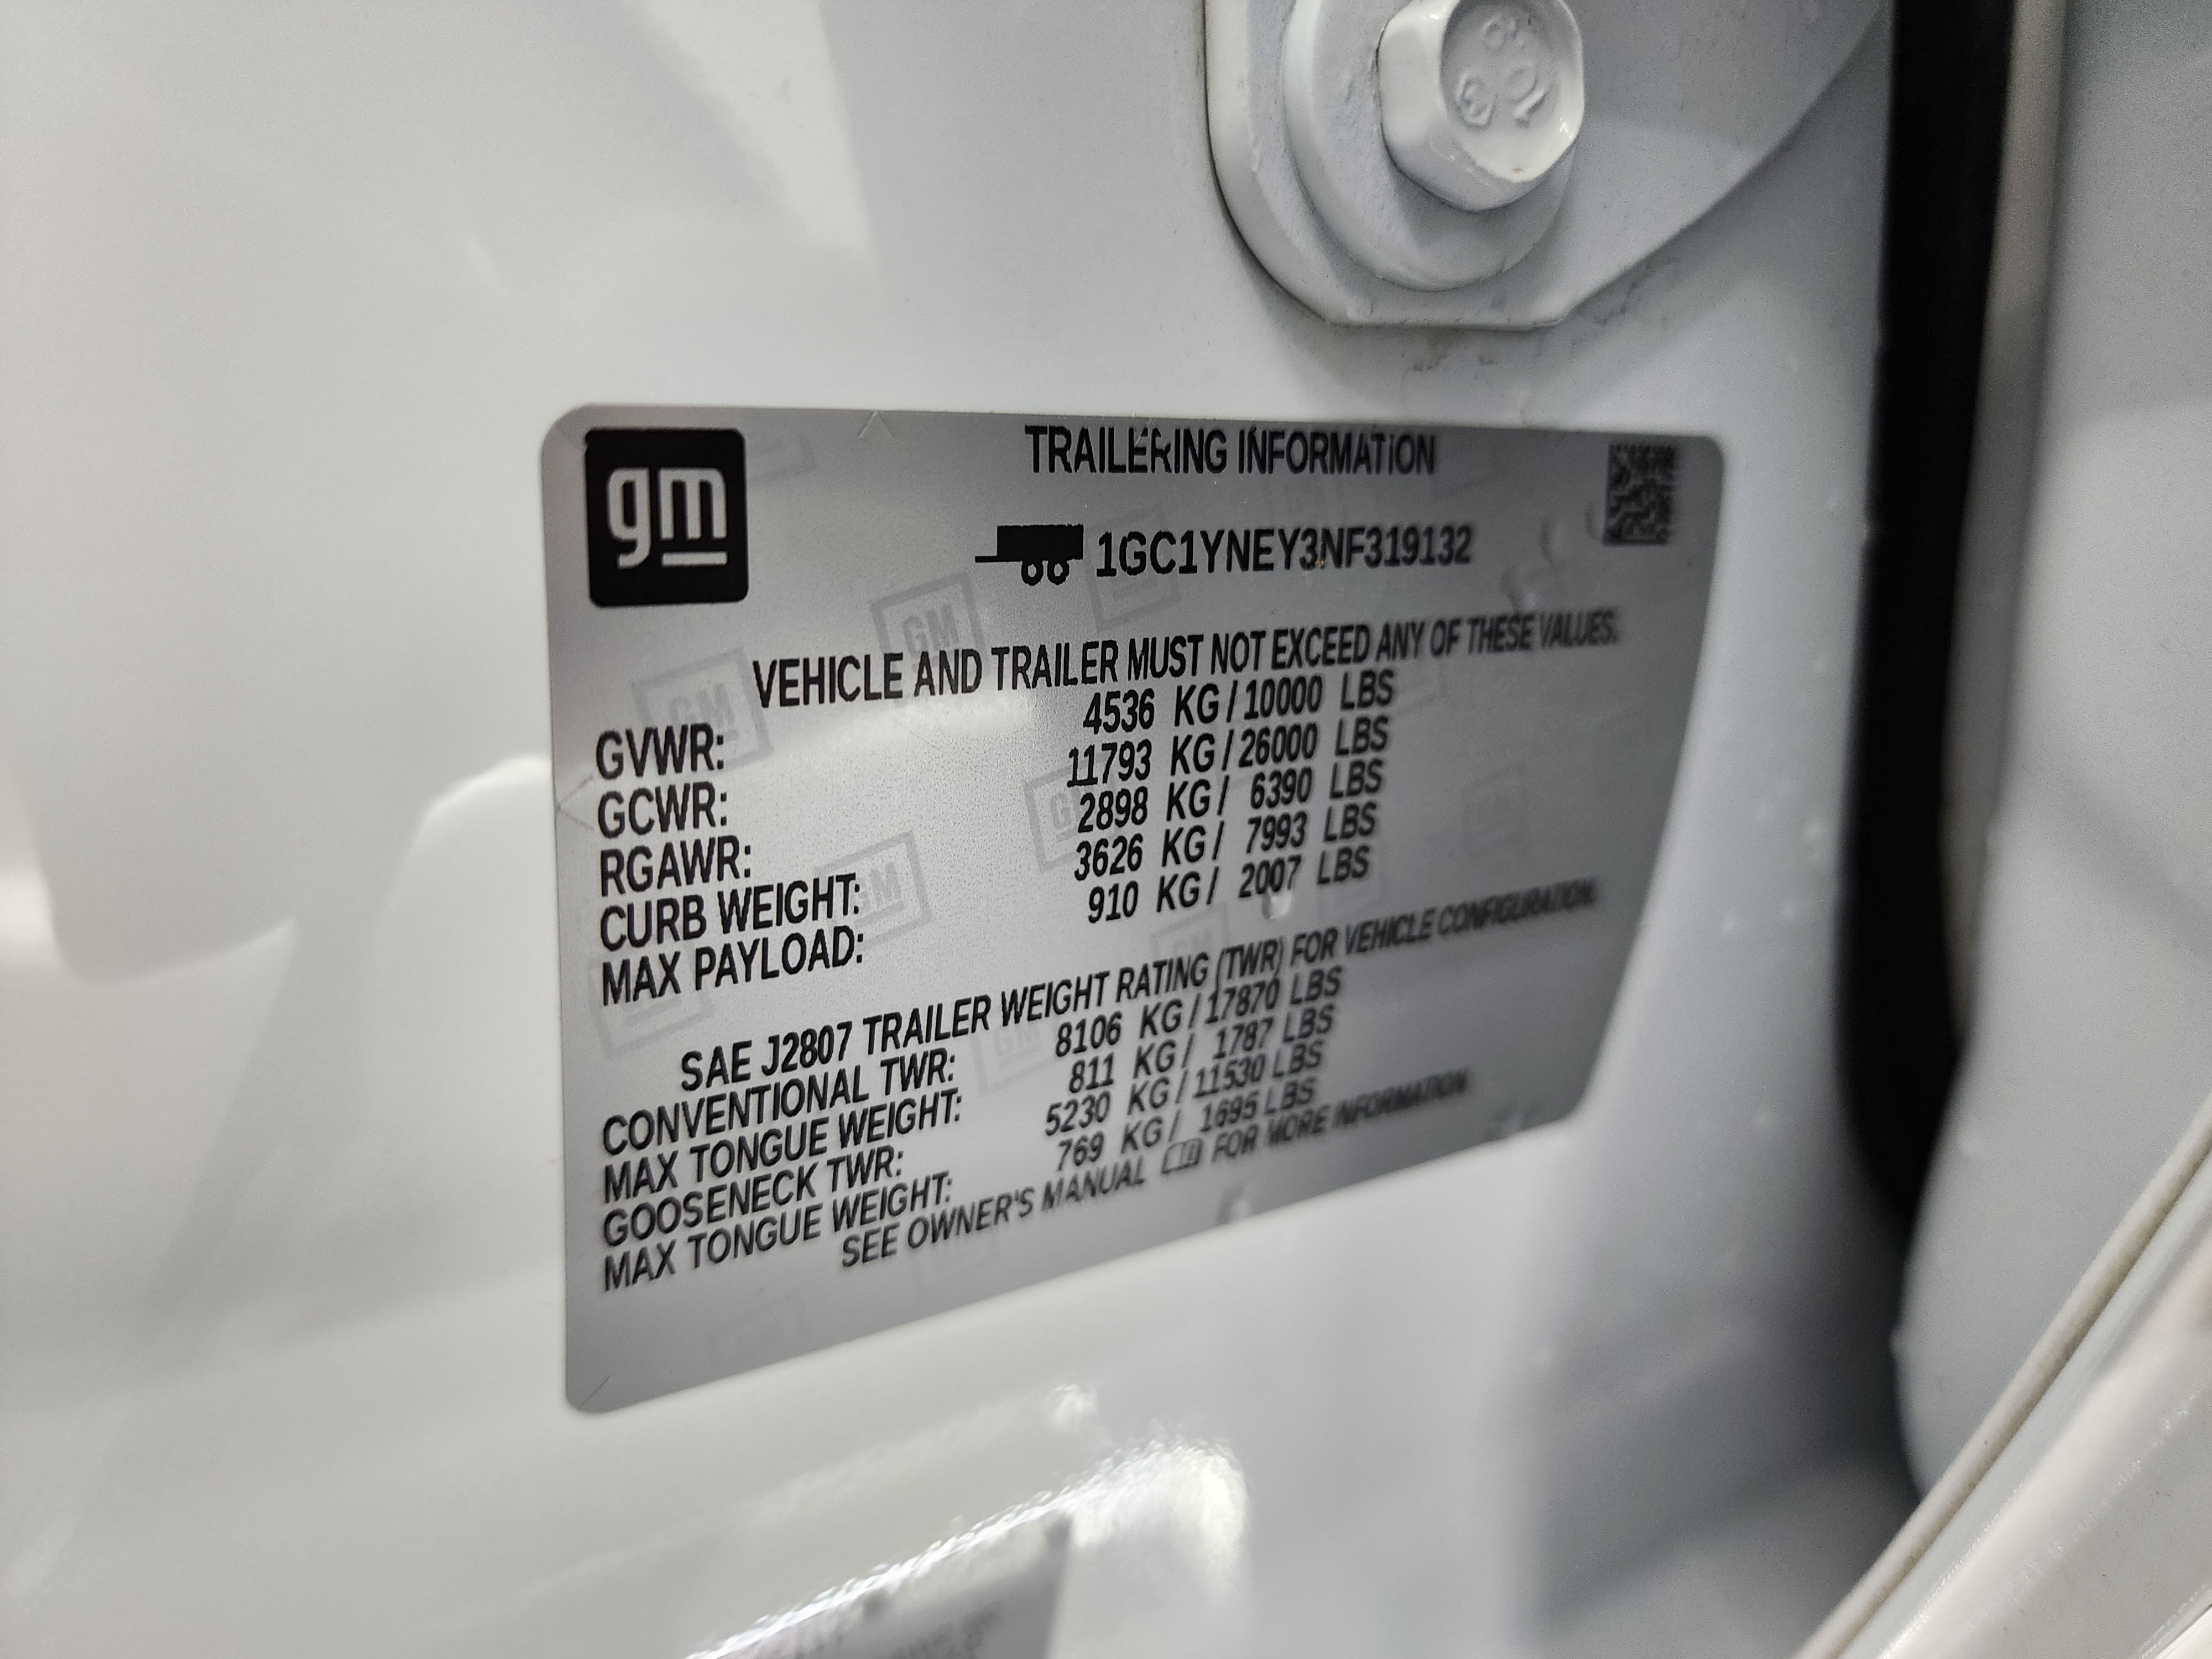 10.9
gm
TRAILERING INFORMATION
1GC1YNEY3NF319132
VEHICLE AND TRAILER MUST NOT EXCEED ANY OF THESE VALUES.
GVWR: 4536 KG / 10000 LBS
GCWR: 11793 KG / 26000 LBS
RGAWR: 2898 KG / 6390 LBS
CURB WEIGHT: 3626 KG / 7993 LBS
MAX PAYLOAD: 910 KG / 2007 LBS
SAE J2807 TRAILER WEIGHT RATING (TWR) FOR VEHICLE CONFIGURATION.
CONVENTIONAL TWR: 8106 KG / 17870 LBS
MAX TONGUE WEIGHT: 811 KG / 1787 LBS
GOOSENECK TWR: 5230 KG / 11530 LBS
MAX TONGUE WEIGHT: 769 KG / 1695 LBS
SEE OWNER'S MANUAL FOR MORE INFORMATION.